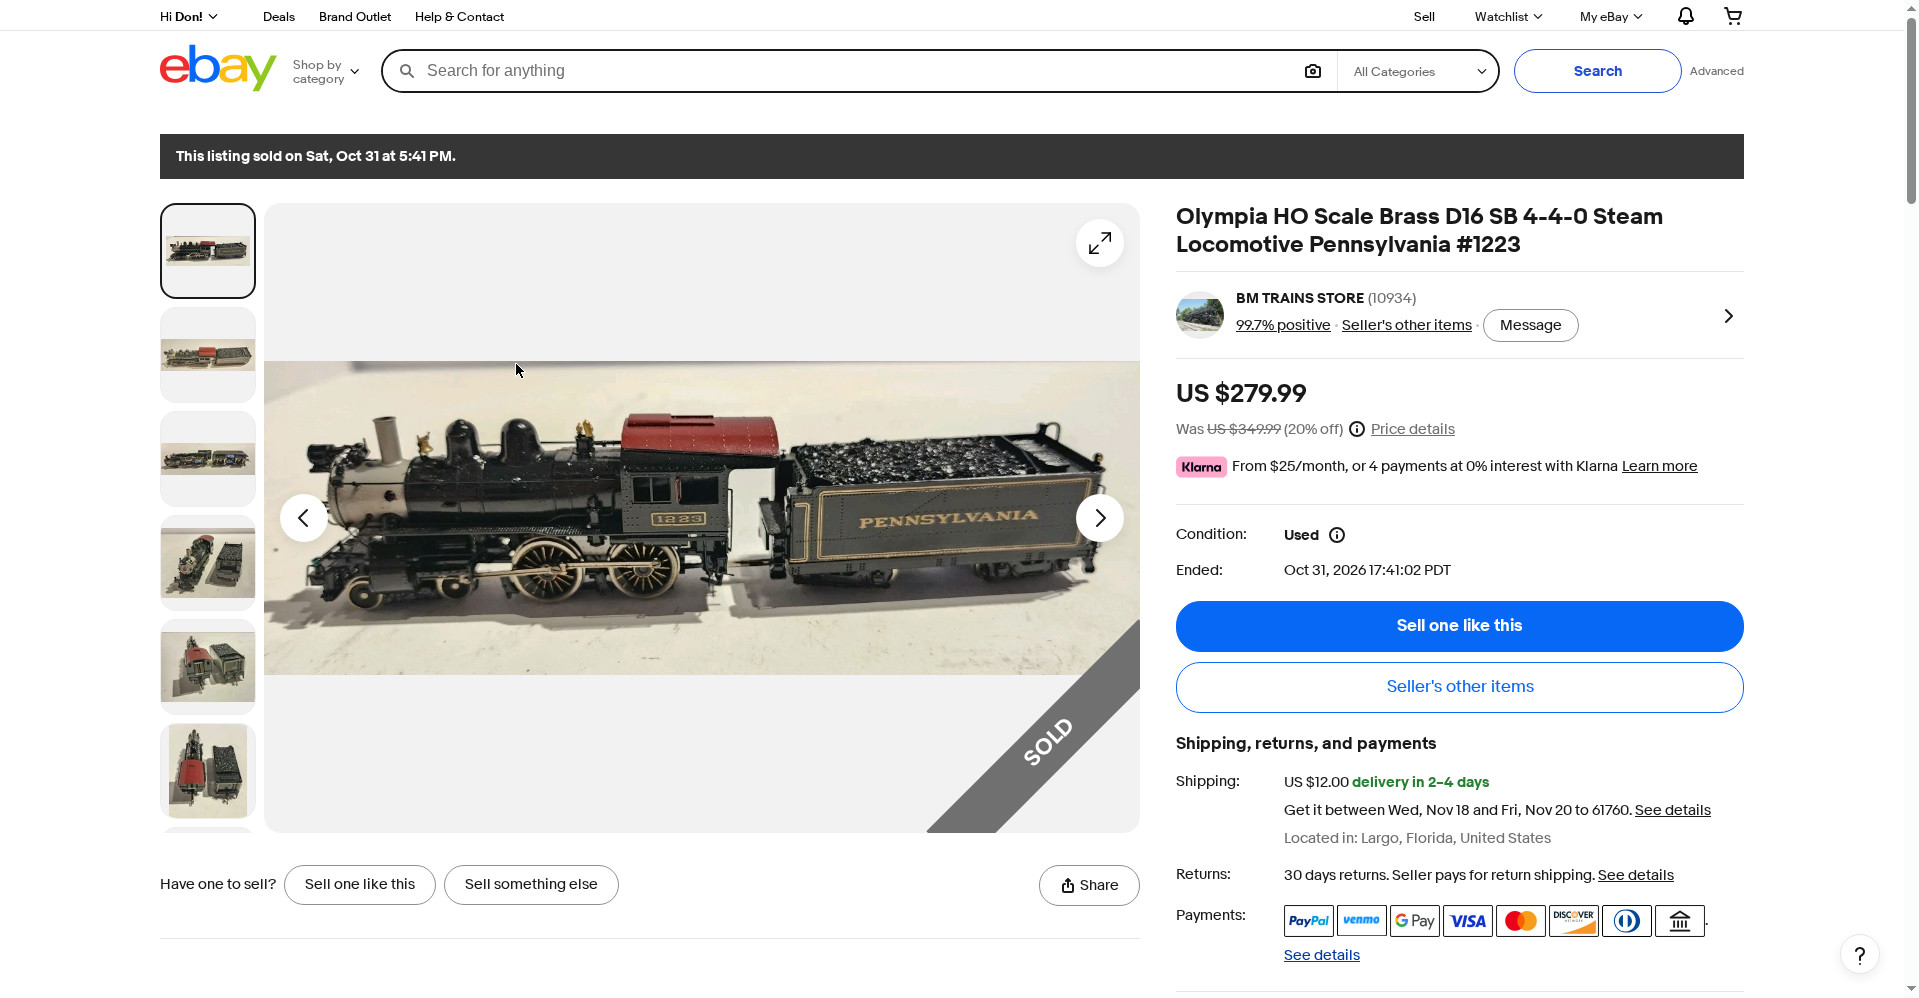 Hi Don!
Deals
Brand Outlet
Help & Contact
Sell
Watchlist
My eBay
ebay
Shop by
category
Search for anything
All Categories
Search
Advanced
This listing sold on Sat, Oct 31 at 5:41 PM.
1223
PENNSYLVANIA
SOLD
Olympia HO Scale Brass D16 SB 4-4-0 Steam
Locomotive Pennsylvania #1223
BM TRAINS STORE (10934)
99.7% positive · Seller's other items · Message
US $279.99
Was US $349.99 (20% off) Price details
Klarna From $25/month, or 4 payments at 0% interest with Klarna Learn more
Condition: Used
Ended: Oct 31, 2026 17:41:02 PDT
Sell one like this
Seller's other items
Shipping, returns, and payments
Shipping: US $12.00 delivery in 2–4 days
Get it between Wed, Nov 18 and Fri, Nov 20 to 61760. See details
Located in: Largo, Florida, United States
Returns: 30 days returns. Seller pays for return shipping. See details
Payments: PayPal venmo G Pay VISA DISCOVER
See details
Have one to sell? Sell one like this Sell something else
Share
?